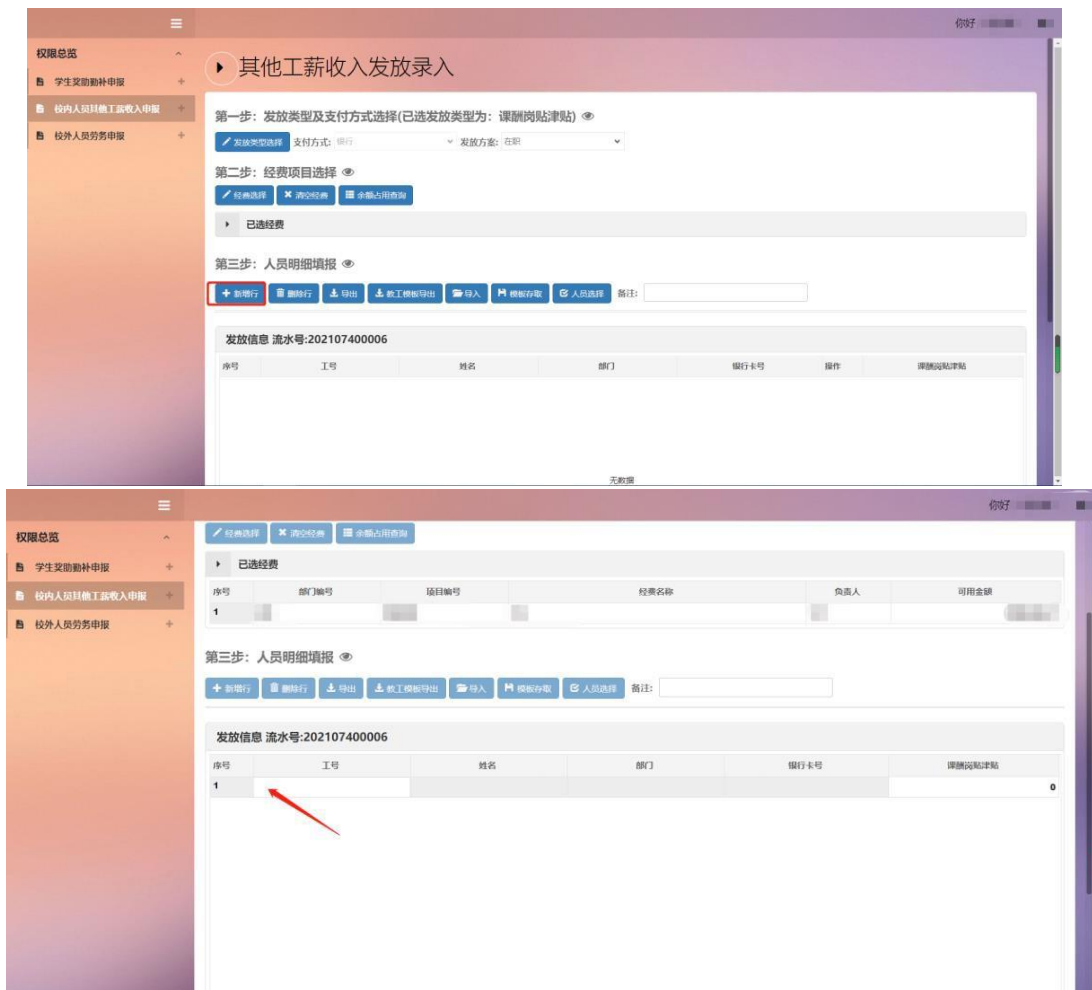 你好
权限总览
学生奖助勤补申报
校内人员其他工薪收入申报
校外人员劳务申报
其他工薪收入发放录入
第一步：发放类型及支付方式选择(已选发放类型为：课酬岗贴津贴)
发放类型选择 支付方式: 银行 发放方案: 在职
第二步：经费项目选择
经费选择 清空经费 余额占用查询
已选经费
第三步：人员明细填报
新增行 删除行 导出 教工模板导出 导入 模板存取 人员选择 备注:
发放信息 流水号:202107400006
序号 工号 姓名 部门 银行卡号 操作 课酬岗贴津贴
无数据
你好
权限总览
学生奖助勤补申报
校内人员其他工薪收入申报
校外人员劳务申报
经费选择 清空经费 余额占用查询
已选经费
序号 部门编号 项目编号 经费名称 负责人 可用金额
1
第三步：人员明细填报
新增行 删除行 导出 教工模板导出 导入 模板存取 人员选择 备注:
发放信息 流水号:202107400006
序号 工号 姓名 部门 银行卡号 课酬岗贴津贴
1 0